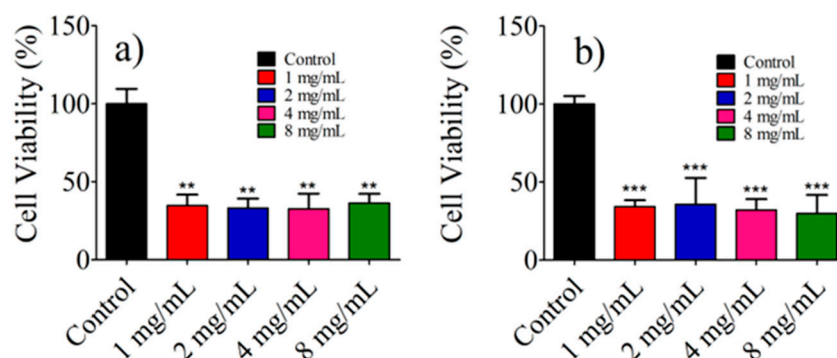 a)
Cell Viability (%)
150
100
50
0
Control
1 mg/mL
2 mg/mL
4 mg/mL
8 mg/mL
** ** ** **
Control
1 mg/mL
2 mg/mL
4 mg/mL
8 mg/mL
b)
Cell Viability (%)
150
100
50
0
Control
1 mg/mL
2 mg/mL
4 mg/mL
8 mg/mL
*** *** *** ***
Control
1 mg/mL
2 mg/mL
4 mg/mL
8 mg/mL